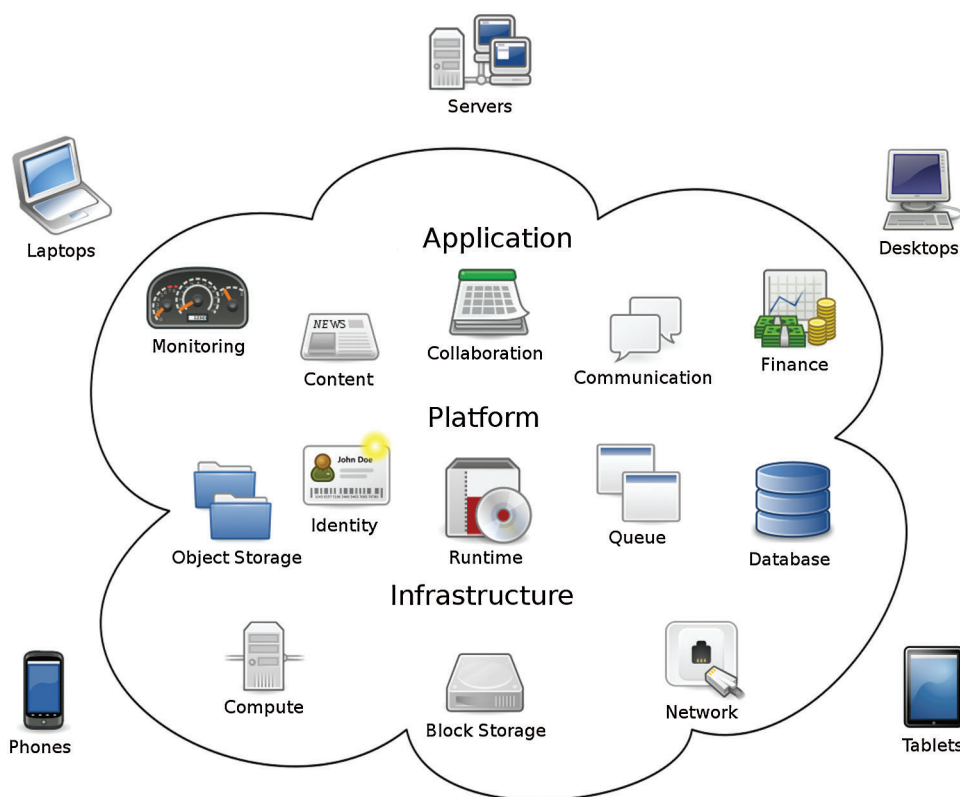 Servers
Laptops
Desktops
Application
Monitoring
NEWS
Content
Collaboration
Communication
Finance
Platform
John Doe
Object Storage
Identity
Runtime
Queue
Database
Infrastructure
Compute
Block Storage
Network
Phones
Tablets